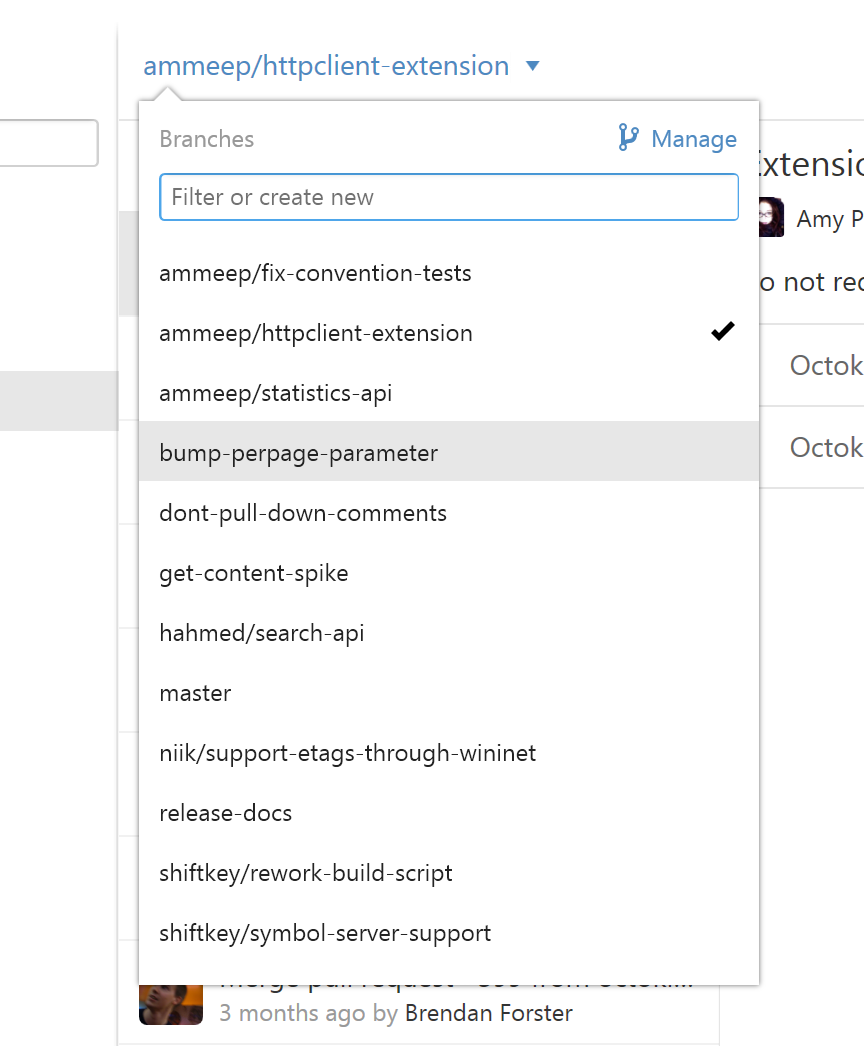 ammeep/httpclient-extension
Branches
Manage
Filter or create new
ammeep/fix-convention-tests
ammeep/httpclient-extension
ammeep/statistics-api
bump-perpage-parameter
dont-pull-down-comments
get-content-spike
hahmed/search-api
master
niik/support-etags-through-wininet
release-docs
shiftkey/rework-build-script
shiftkey/symbol-server-support
Amy P
o not rec
Octok
Octok
3 months ago by Brendan Forster